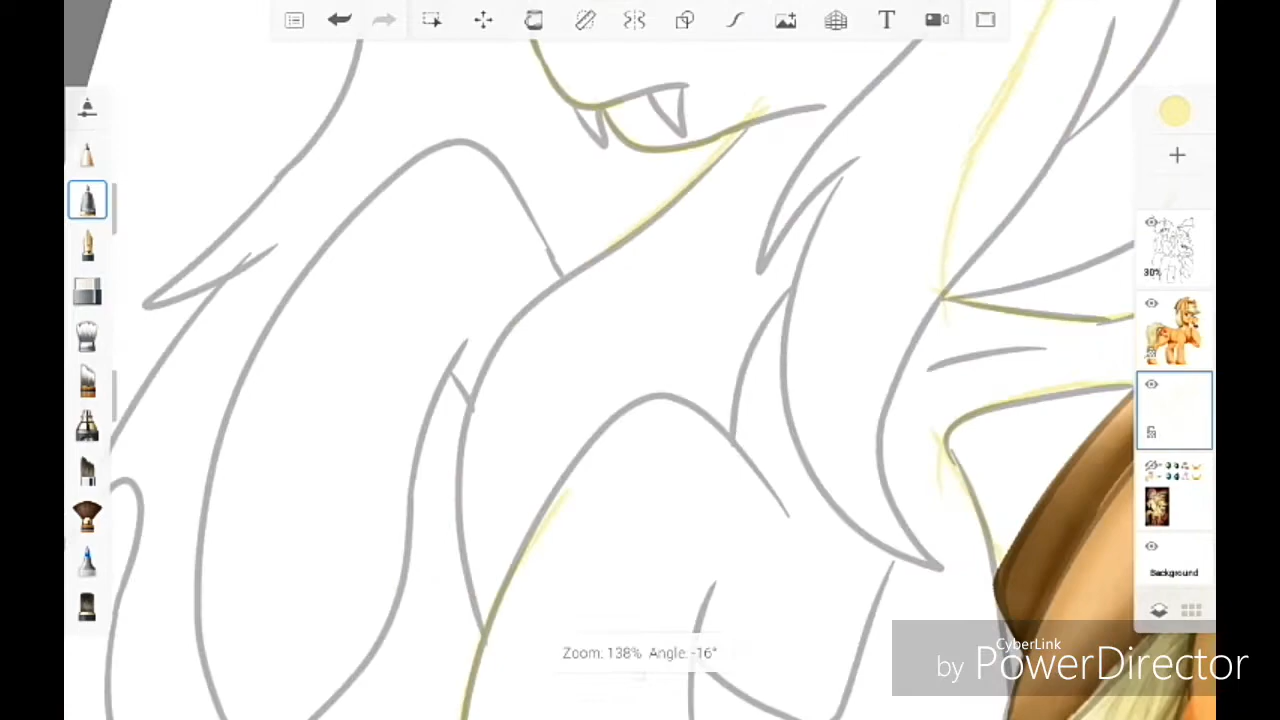 T
30%
Background
Zoom: 138% Angle: -16°
CyberLink
by PowerDirector